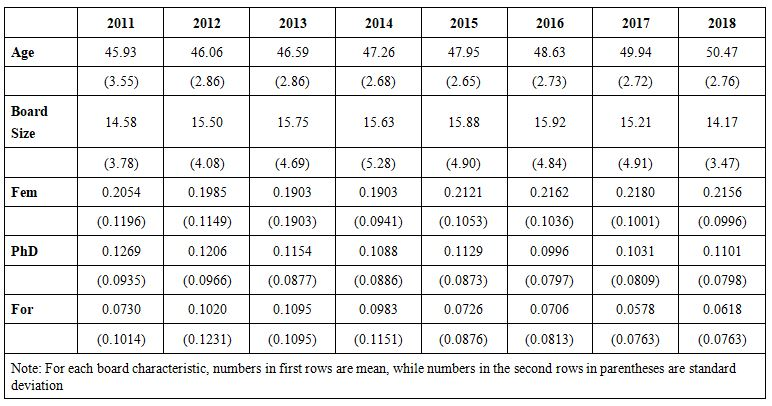 2011 2012 2013 2014 2015 2016 2017 2018
Age 45.93 46.06 46.59 47.26 47.95 48.63 49.94 50.47
(3.55) (2.86) (2.86) (2.68) (2.65) (2.73) (2.72) (2.76)
Board
Size 14.58 15.50 15.75 15.63 15.88 15.92 15.21 14.17
(3.78) (4.08) (4.69) (5.28) (4.90) (4.84) (4.91) (3.47)
Fem 0.2054 0.1985 0.1903 0.1903 0.2121 0.2162 0.2180 0.2156
(0.1196) (0.1149) (0.1903) (0.0941) (0.1053) (0.1036) (0.1001) (0.0996)
PhD 0.1269 0.1206 0.1154 0.1088 0.1129 0.0996 0.1031 0.1101
(0.0935) (0.0966) (0.0877) (0.0886) (0.0873) (0.0797) (0.0809) (0.0798)
For 0.0730 0.1020 0.1095 0.0983 0.0726 0.0706 0.0578 0.0618
(0.1014) (0.1231) (0.1095) (0.1151) (0.0876) (0.0813) (0.0763) (0.0763)
Note: For each board characteristic, numbers in first rows are mean, while numbers in the second rows in parentheses are standard
deviation